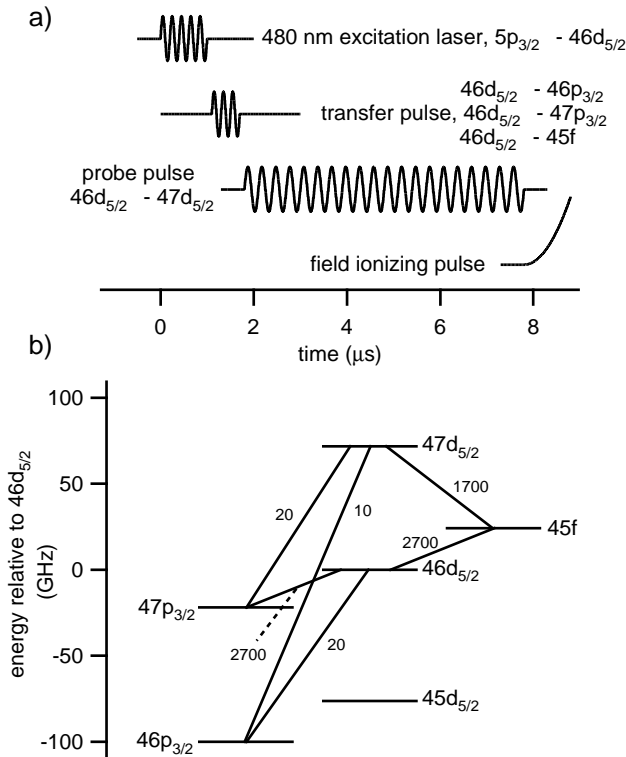 a)
480 nm excitation laser, 5p3/2 - 46d5/2
46d5/2 - 46p3/2
transfer pulse, 46d5/2 - 47p3/2
46d5/2 - 45f
probe pulse
46d5/2 - 47d5/2
field ionizing pulse
0 2 4 6 8
time (μs)
b)
energy relative to 46d5/2
(GHz)
100
50
0
-50
-100
47d5/2
20
10
1700
45f
2700
46d5/2
47p3/2
2700
20
45d5/2
46p3/2